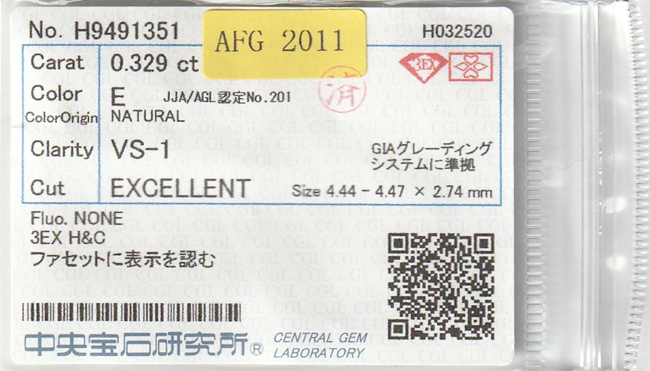 No. H9491351
AFG 2011
H032520
Carat 0.329 ct
3EX
Color E JJA/AGL認定No.201
済
ColorOrigin NATURAL
Clarity VS-1
GIAグレーディング
システムに準拠
Cut EXCELLENT Size 4.44 - 4.47 × 2.74 mm
Fluo. NONE
3EX H&C
ファセットに表示を認む
中央宝石研究所® CENTRAL GEM
LABORATORY